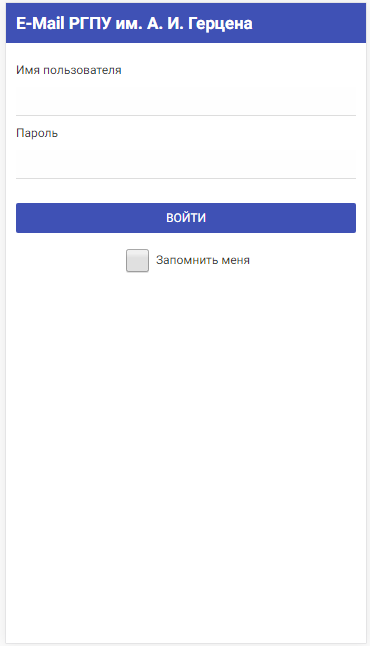 E-Mail РГПУ им. А. И. Герцена
Имя пользователя
Пароль
ВОЙТИ
Запомнить меня